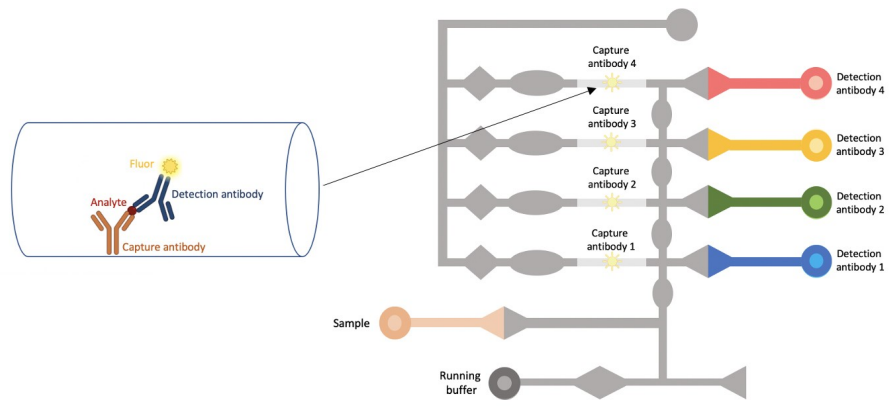 Fluor
Analyte
Detection antibody
Capture antibody
Capture
antibody 4
Capture
antibody 3
Capture
antibody 2
Capture
antibody 1
Detection
antibody 4
Detection
antibody 3
Detection
antibody 2
Detection
antibody 1
Sample
Running
buffer